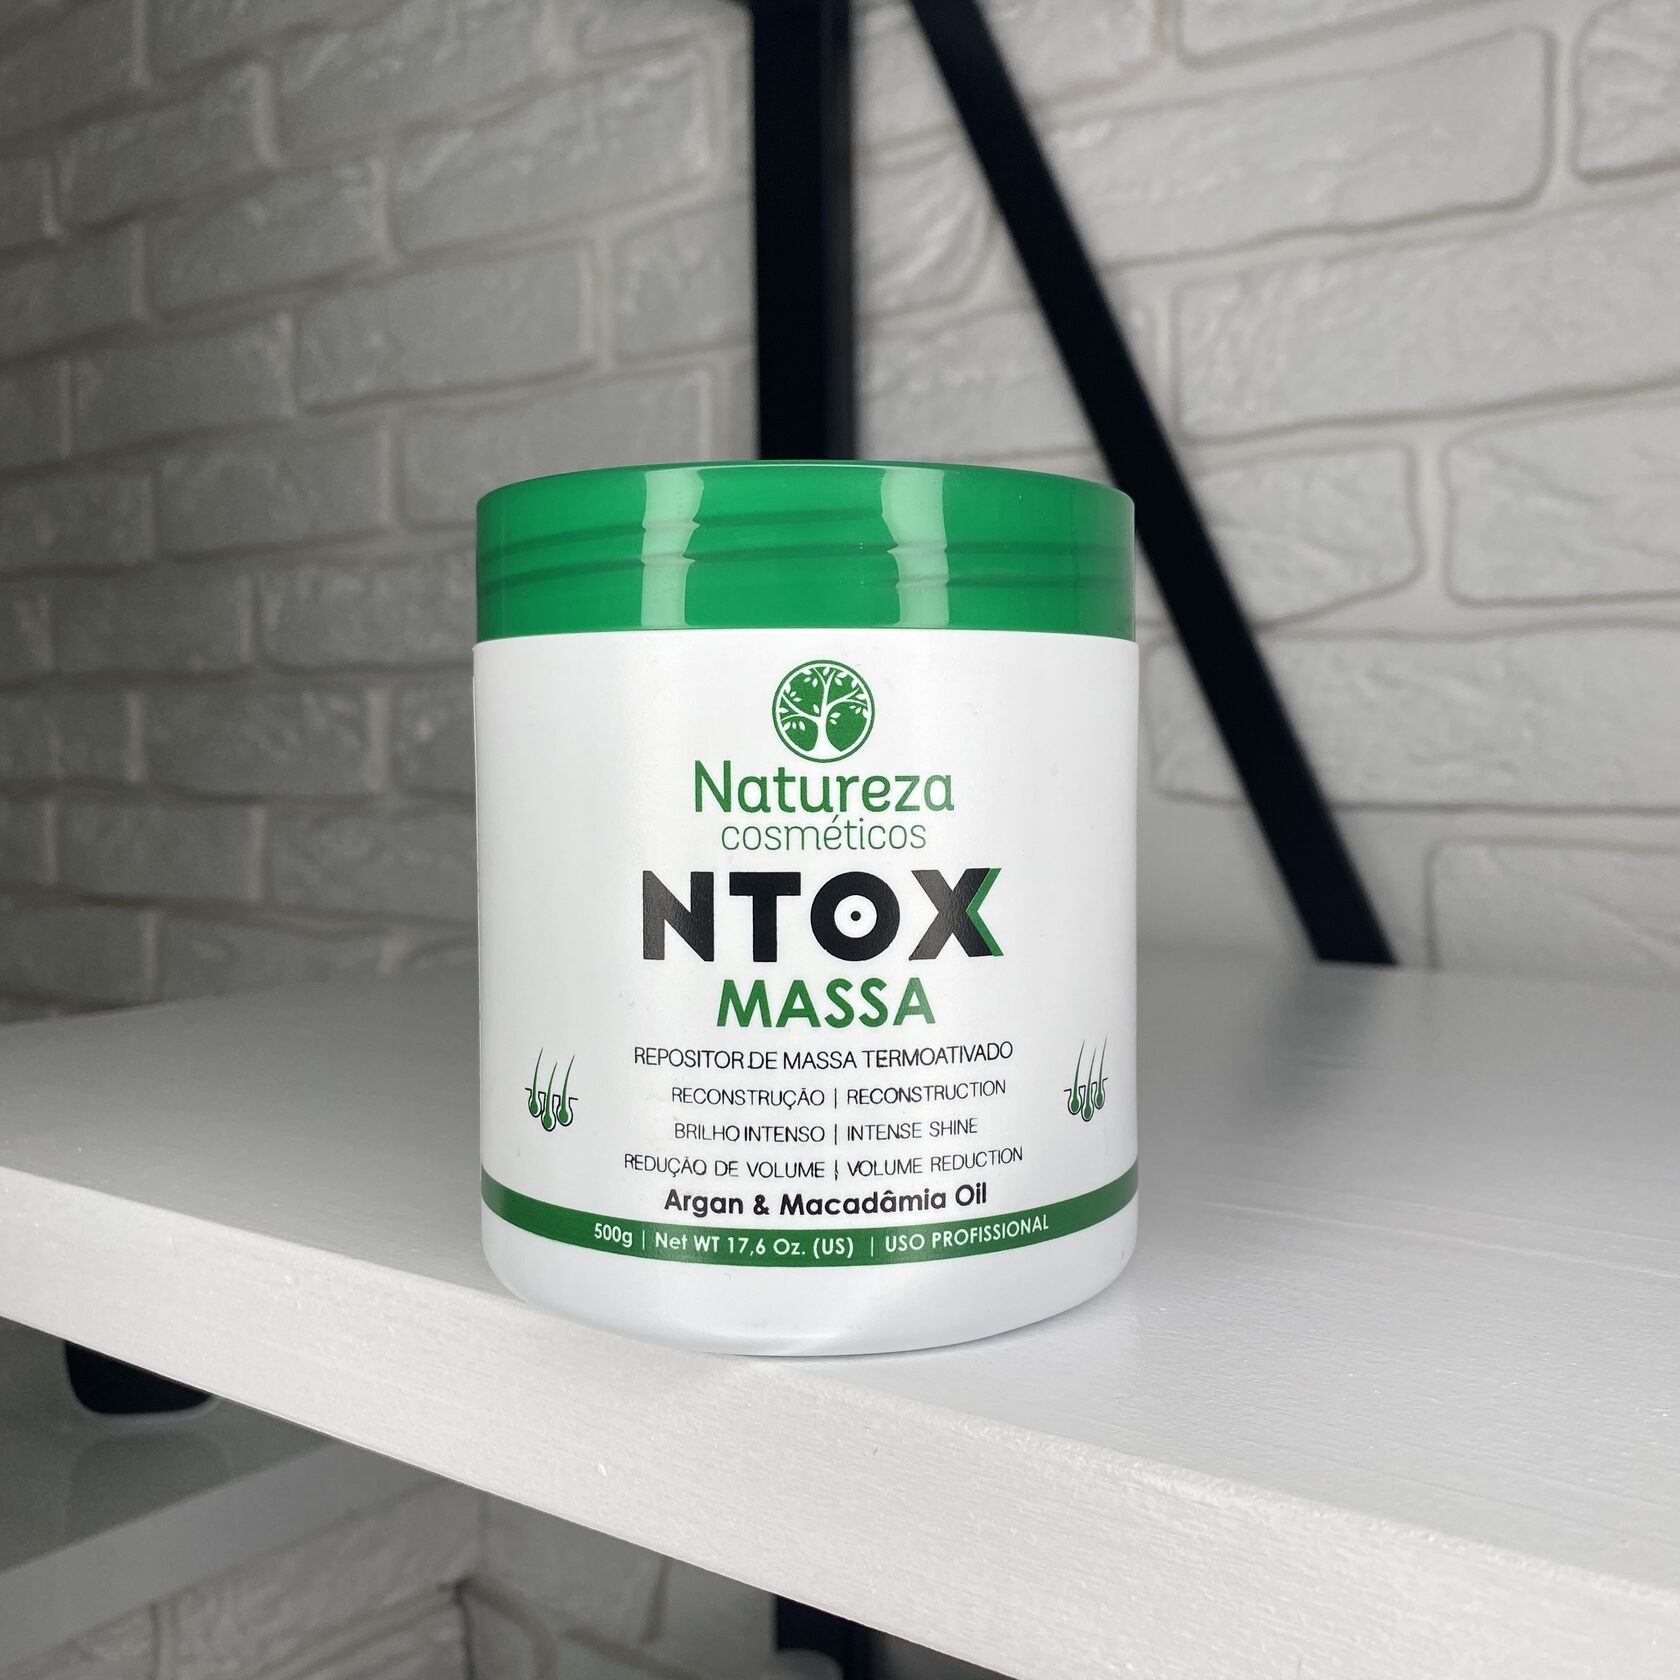 Natureza
cosméticos
NTOX
MASSA
REPOSITOR DE MASSA TERMOATIVADO
RECONSTRUÇÃO | RECONSTRUCTION
BRILHO INTENSO | INTENSE SHINE
REDUÇÃO DE VOLUME | VOLUME REDUCTION
Argan & Macadâmia Oil
500g | Net WT 17,6 Oz. (US) | USO PROFISSIONAL